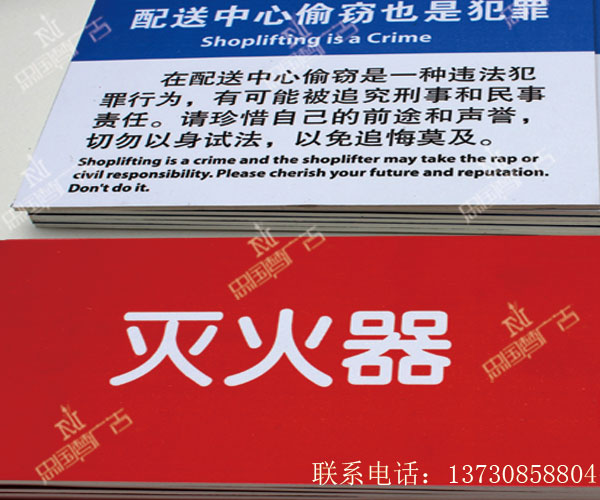 配送中心偷窃也是犯罪
Shoplifting is a Crime
在配送中心偷窃是一种违法犯
罪行为，有可能被追究刑事和民事
责任。请珍惜自己的前途和声誉，
切勿以身试法，以免追悔莫及。
Shoplifting is a crime and the shoplifter may take the rap or
civil responsibility. Please cherish your future and reputation.
Don't do it.
灭火器
联系电话：13730858804